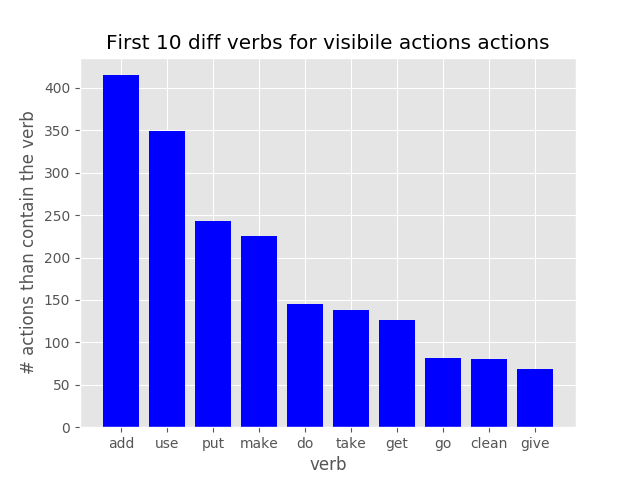 First 10 diff verbs for visibile actions actions
# actions than contain the verb
400
350
300
250
200
150
100
50
0
add use put make do take get go clean give
verb